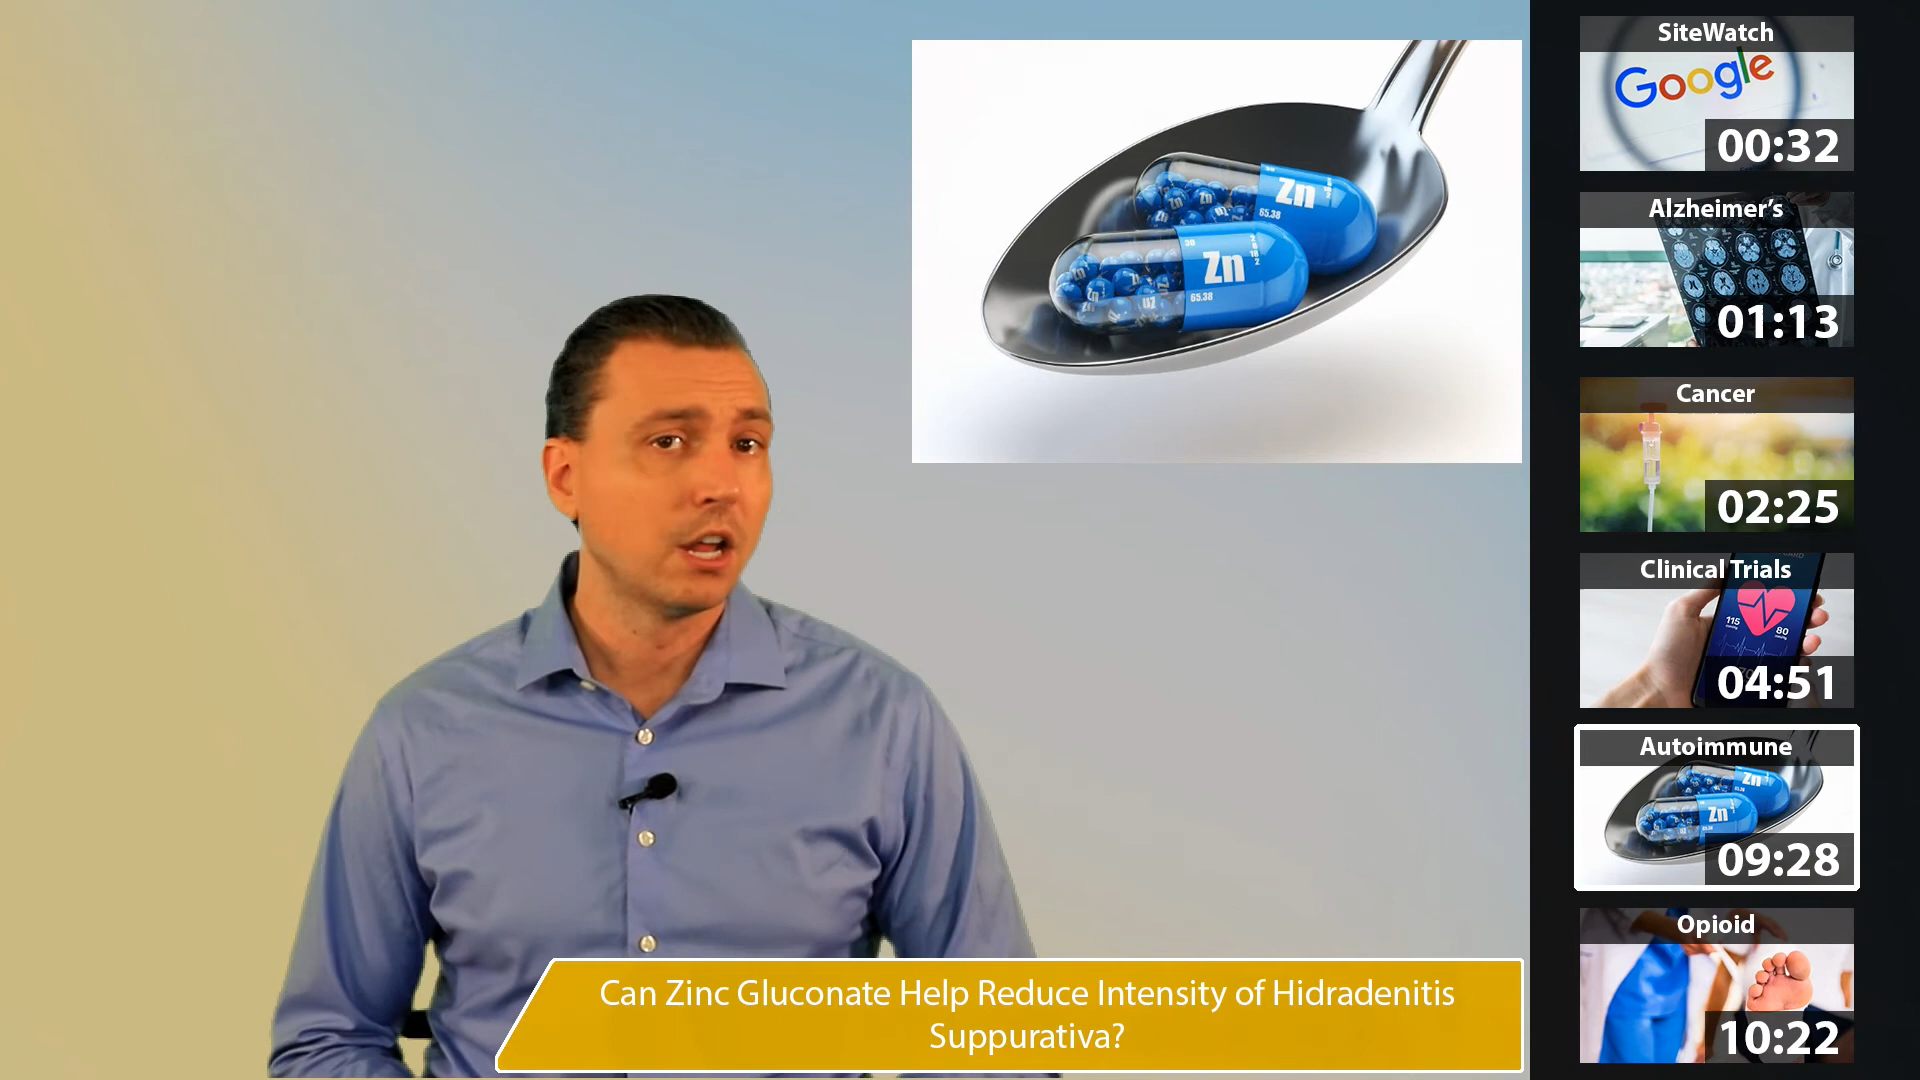 SiteWatch
Google
00:32
Alzheimer's
01:13
Cancer
02:25
Clinical Trials
115
80
04:51
Autoimmune
Zn
Zn
09:28
Opioid
10:22
Zn
65.38
30
Zn
65.38
Can Zinc Gluconate Help Reduce Intensity of Hidradenitis
Suppurativa?